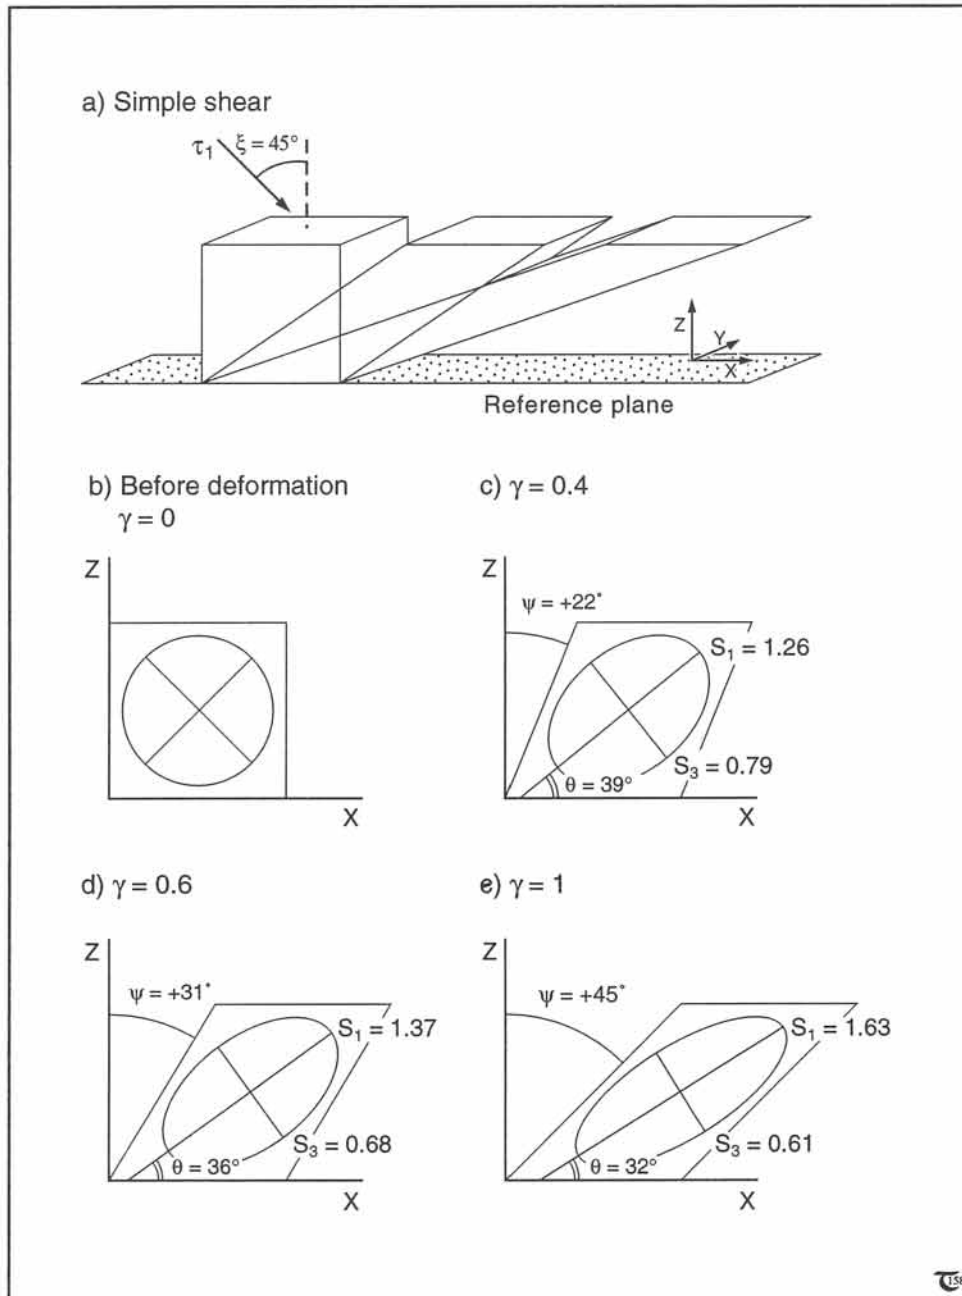 a) Simple shear
τ₁
ξ = 45°
Z
Y
X
Reference plane
b) Before deformation
γ = 0
Z
X
c) γ = 0.4
Z
ψ = +22°
S₁ = 1.26
S₃ = 0.79
θ = 39°
X
d) γ = 0.6
Z
ψ = +31°
S₁ = 1.37
S₃ = 0.68
θ = 36°
X
e) γ = 1
Z
ψ = +45°
S₁ = 1.63
S₃ = 0.61
θ = 32°
X